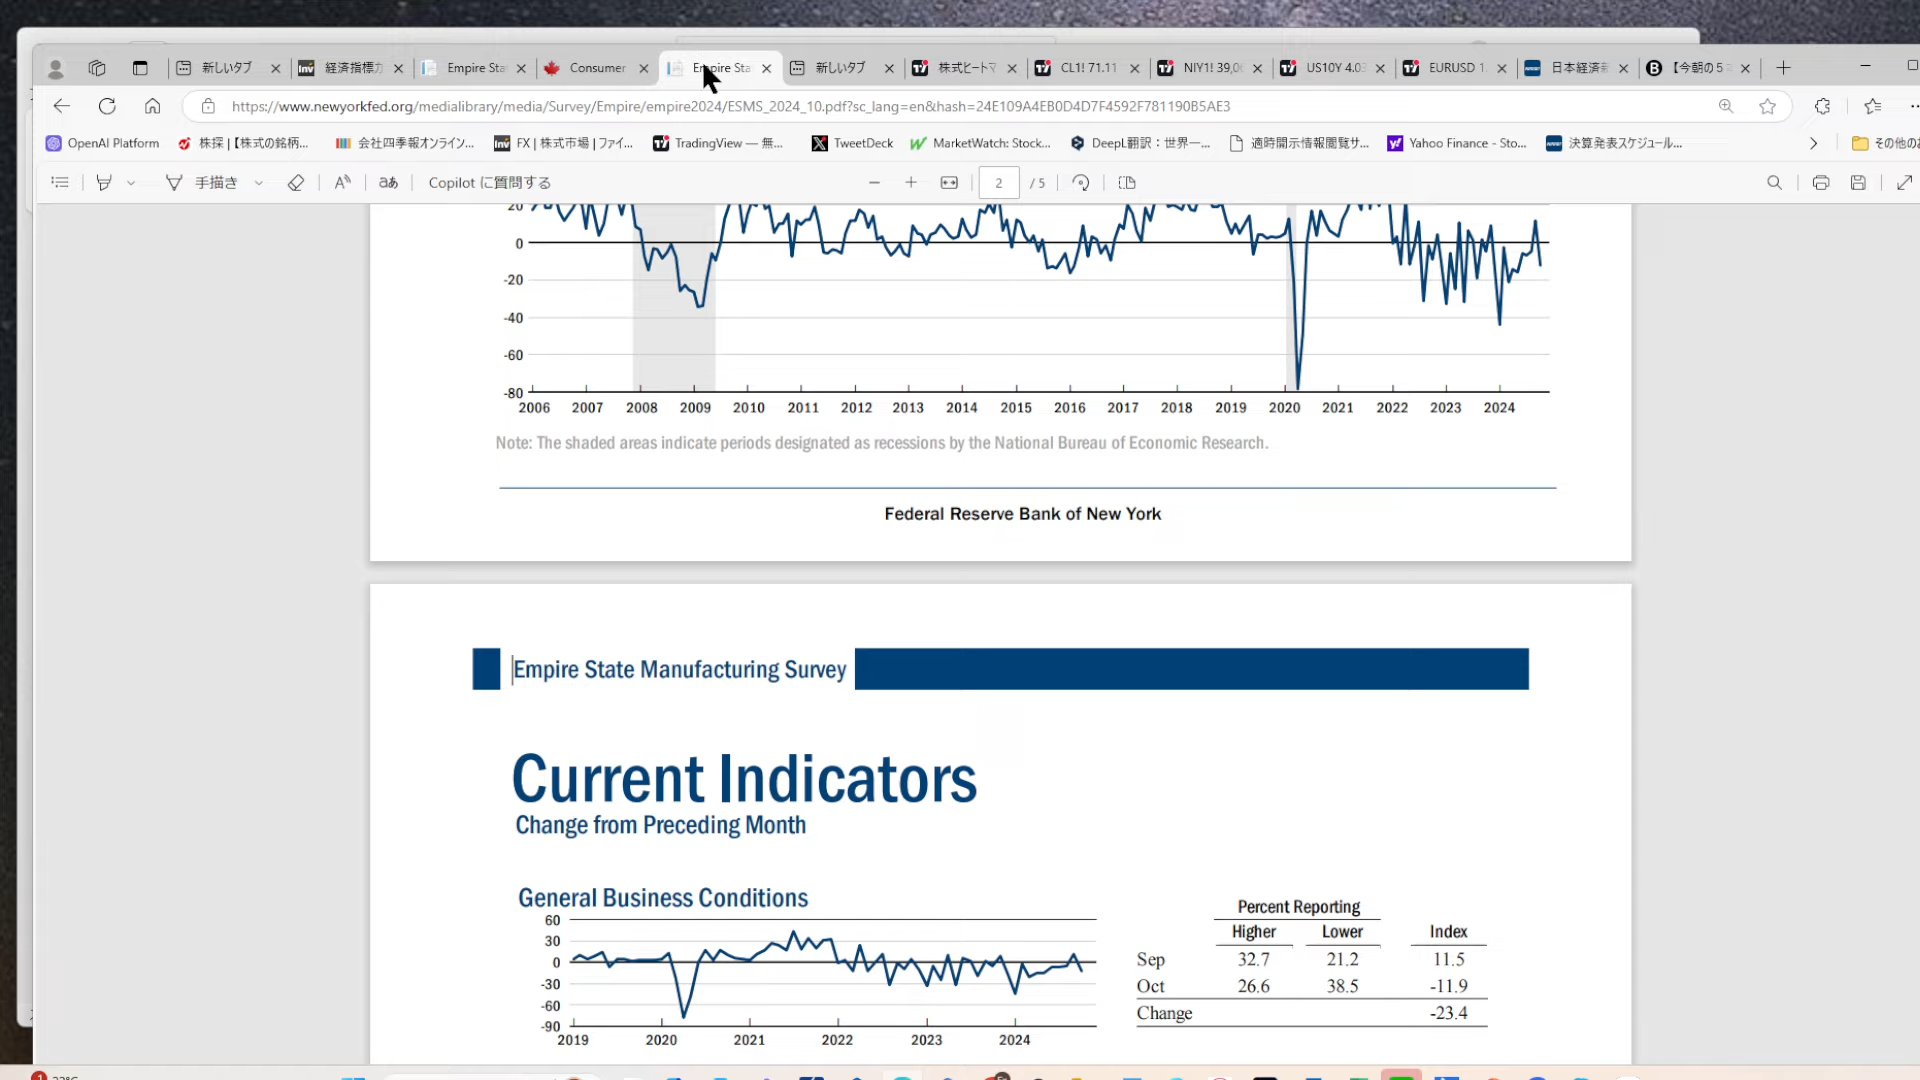 新しいタブ
経済指標カ
Empire Sta
Consumer
Empire Sta
新しいタブ
株式ヒートマ
CL1! 71.11
NIY1! 39,0
US10Y 4.03
EURUSD 1.
日本経済新
【今朝の5
https://www.newyorkfed.org/medialibrary/media/Survey/Empire/empire2024/ESMS_2024_10.pdf?sc_lang=en&hash=24E109A4EB0D4D7F4592F781190B5AE3
OpenAI Platform
株探 |【株式の銘柄...
会社四季報オンライン...
FX | 株式市場 | ファイ...
TradingView — 無...
TweetDeck
MarketWatch: Stock...
DeepL翻訳：世界一...
適時開示情報閲覧サ...
Yahoo Finance - Sto...
決算発表スケジュール...
その他のお
手描き
aあ
Copilot に質問する
2 / 5
20
0
-20
-40
-60
-80
2006 2007 2008 2009 2010 2011 2012 2013 2014 2015 2016 2017 2018 2019 2020 2021 2022 2023 2024
Note: The shaded areas indicate periods designated as recessions by the National Bureau of Economic Research.
Federal Reserve Bank of New York
Empire State Manufacturing Survey
Current Indicators
Change from Preceding Month
General Business Conditions
60
30
0
-30
-60
-90
2019 2020 2021 2022 2023 2024
Percent Reporting
Higher Lower Index
Sep 32.7 21.2 11.5
Oct 26.6 38.5 -11.9
Change -23.4